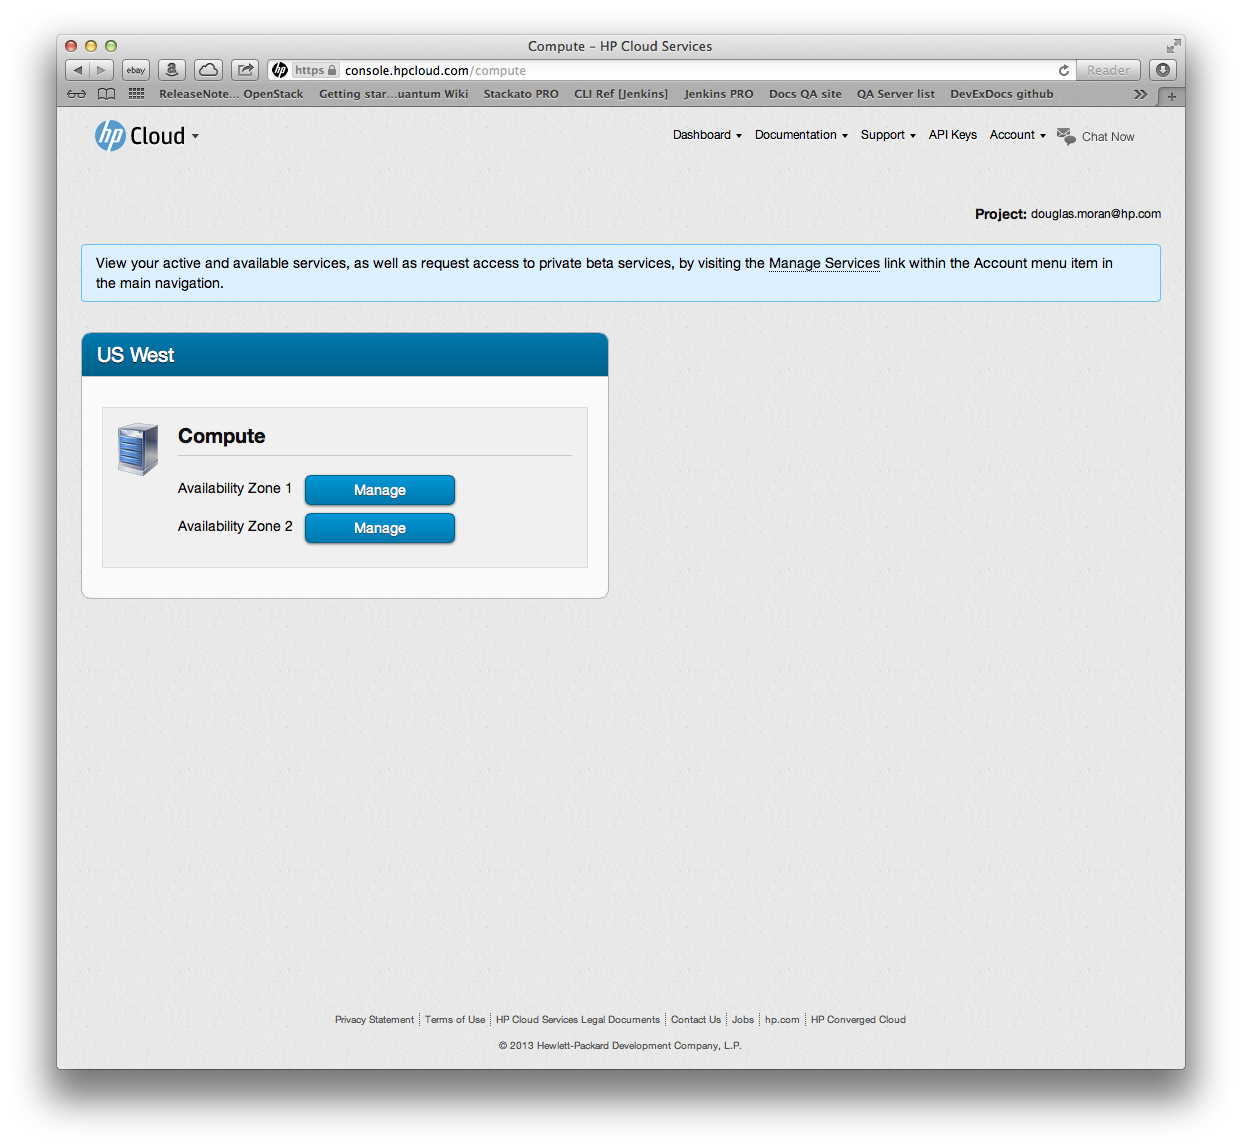 Compute – HP Cloud Services
ebay
a
hp
https console.hpcloud.com/compute
Reader
ReleaseNote... OpenStack Getting star...uantum Wiki Stackato PRO CLI Ref [Jenkins] Jenkins PRO Docs QA site QA Server list DevExDocs github
hp Cloud
Dashboard Documentation Support API Keys Account Chat Now
Project: douglas.moran@hp.com
View your active and available services, as well as request access to private beta services, by visiting the Manage Services link within the Account menu item in
the main navigation.
US West
Compute
Availability Zone 1 Manage
Availability Zone 2 Manage
Privacy Statement Terms of Use HP Cloud Services Legal Documents Contact Us Jobs hp.com HP Converged Cloud
© 2013 Hewlett-Packard Development Company, L.P.